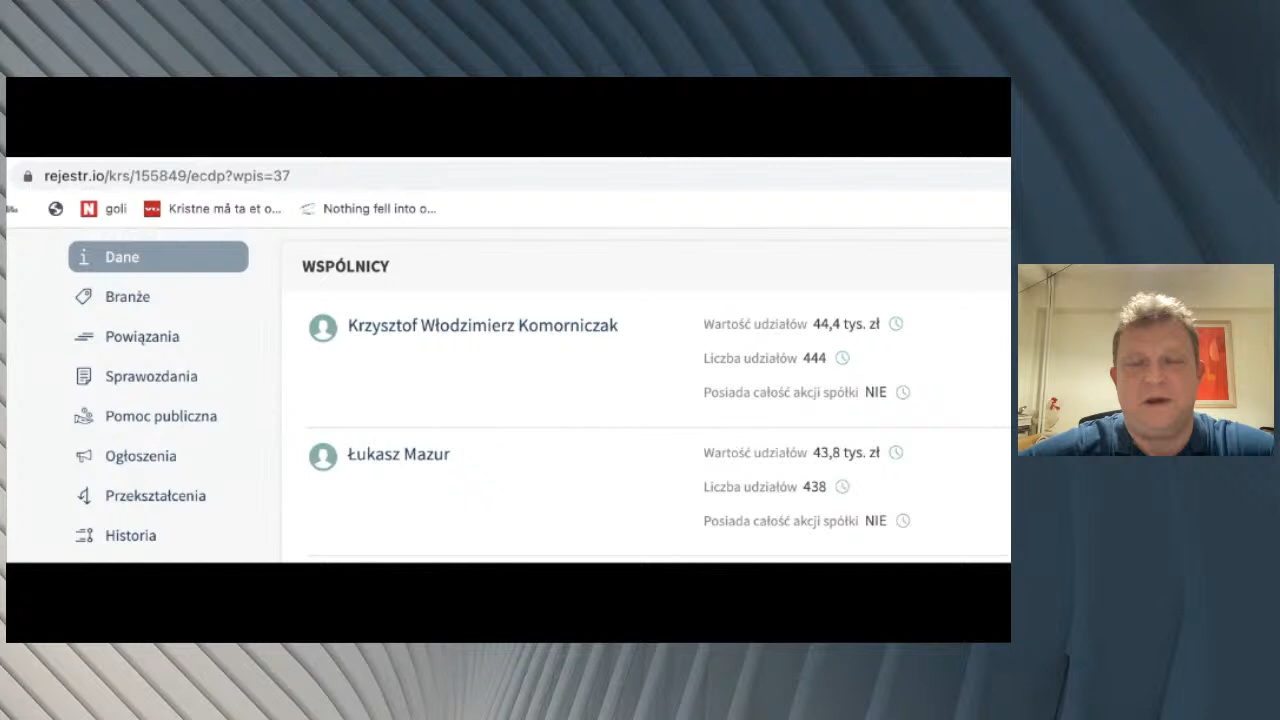 rejestr.io/krs/155849/ecdp?wpis=37
N goli
VG Kristne må ta et o...
Nothing fell into o...
Dane
Branże
Powiązania
Sprawozdania
Pomoc publiczna
Ogłoszenia
Przekształcenia
Historia
WSPÓLNICY
Krzysztof Włodzimierz Komorniczak
Wartość udziałów 44,4 tys. zł
Liczba udziałów 444
Posiada całość akcji spółki NIE
Łukasz Mazur
Wartość udziałów 43,8 tys. zł
Liczba udziałów 438
Posiada całość akcji spółki NIE